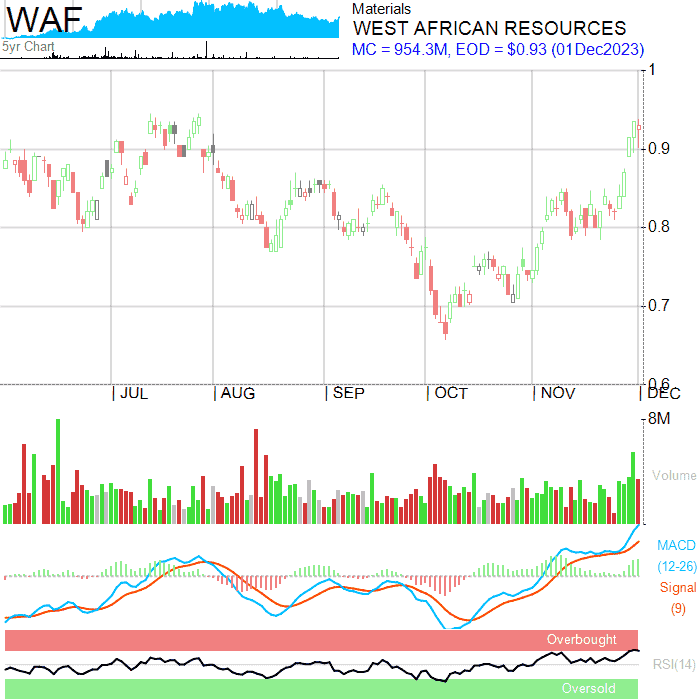 WAF
5yr Chart
Materials
WEST AFRICAN RESOURCES
MC = 954.3M, EOD = $0.93 (01Dec2023)
1
0.9
0.8
0.7
0.6
JUL AUG SEP OCT NOV DEC
8M
Volume
MACD
(12-26)
Signal
(9)
Overbought
RSI(14)
Oversold